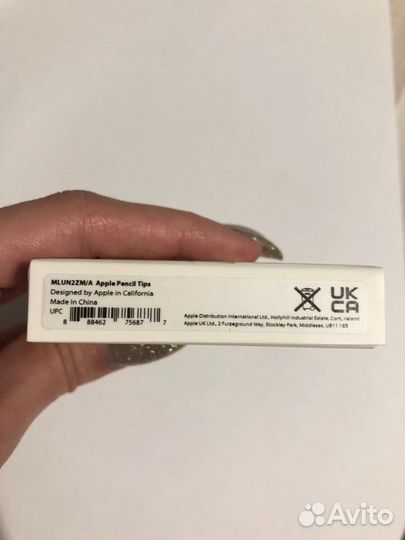 MLUN2ZM/A Apple Pencil Tips
Designed by Apple in California
Made in China
UPC
8 88462 75687 7
UK
CA
Apple Distribution International Ltd., Hollyhill Industrial Estate, Cork, Ireland
Apple UK Ltd., 2 Furzeground Way, Stockley Park, Middlesex, UB11 1BB
Avito